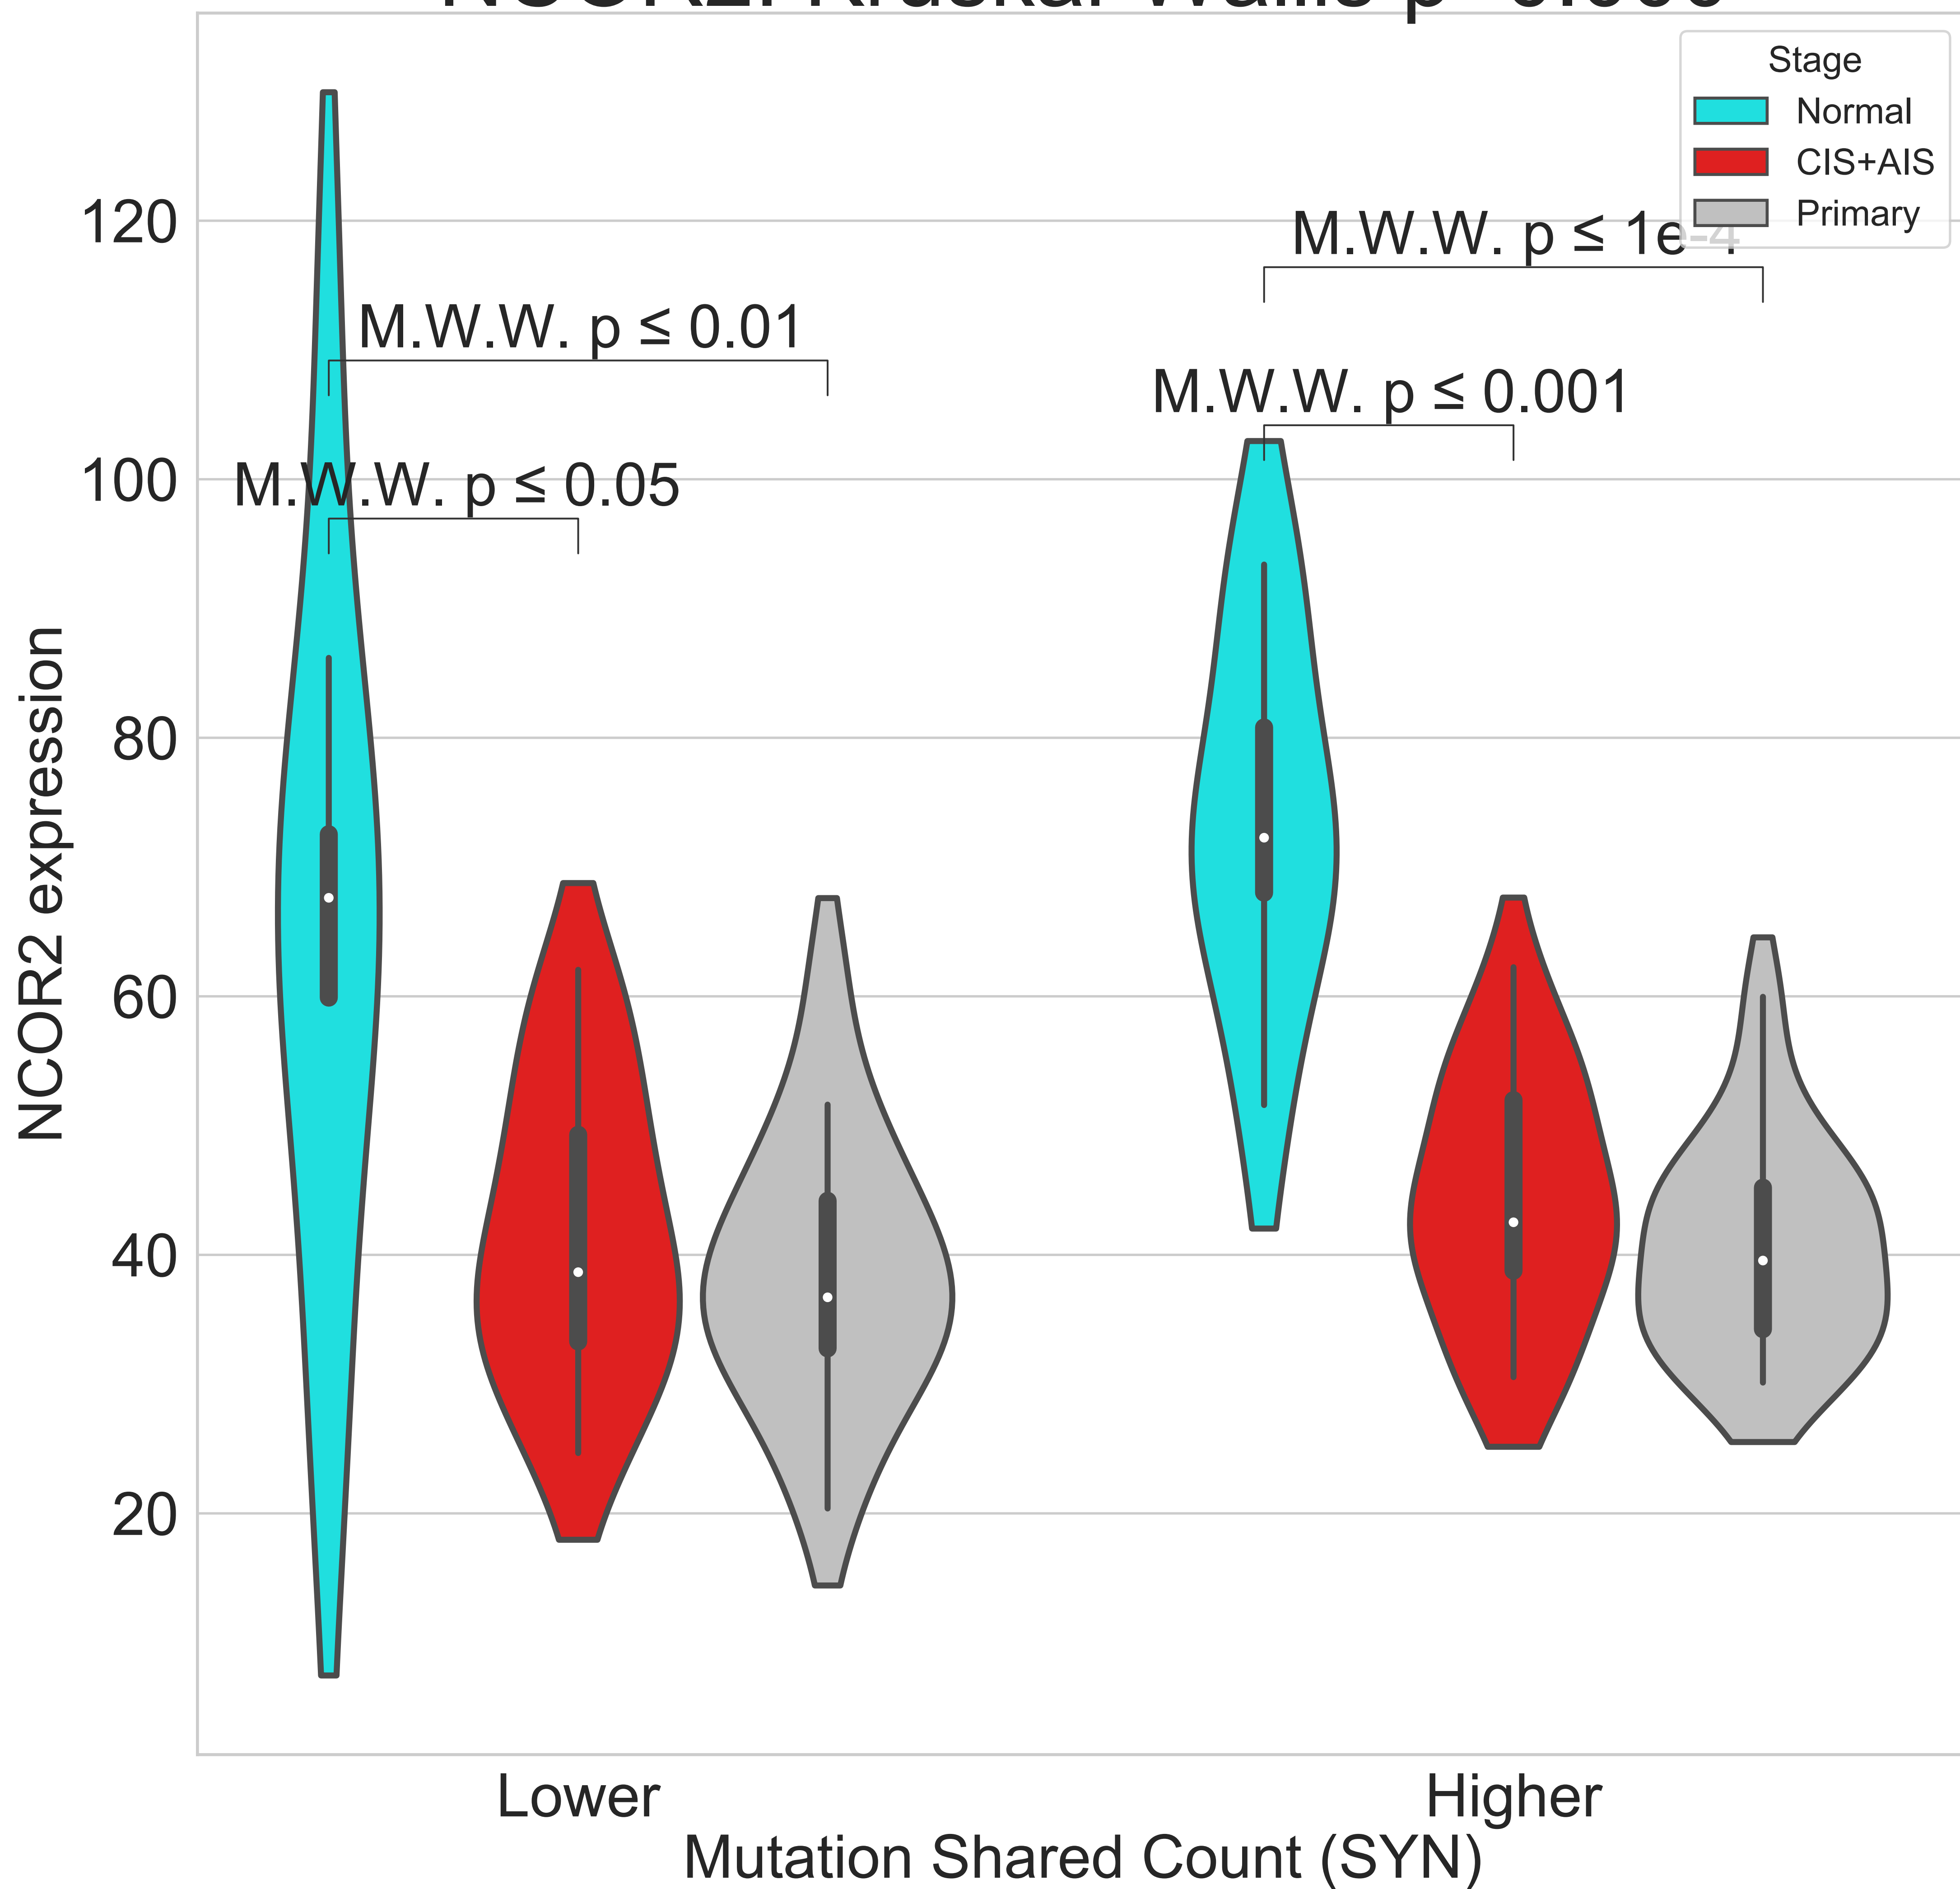 Stage
Normal
CIS+AIS
Primary
M.W.W. p ≤ 1e-4
M.W.W. p ≤ 0.01
M.W.W. p ≤ 0.001
M.W.W. p ≤ 0.05
120
100
80
60
40
20
NCOR2 expression
Lower
Higher
Mutation Shared Count (SYN)